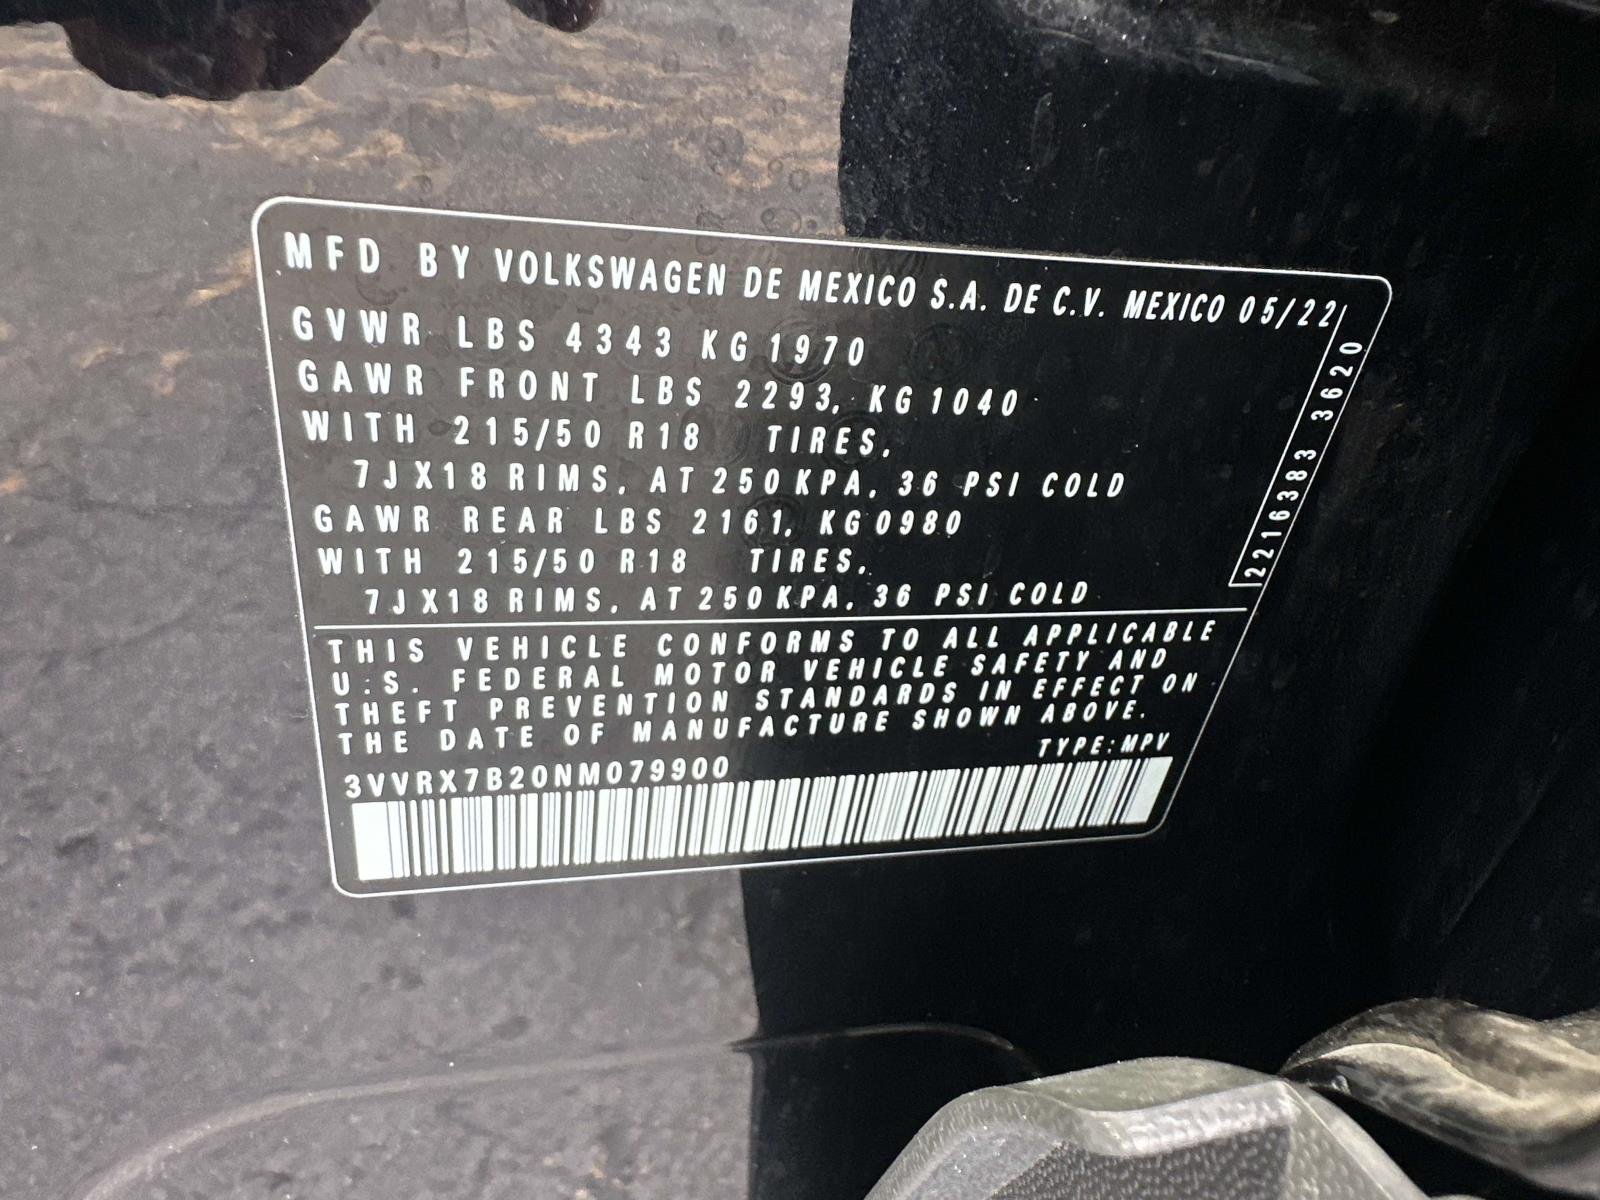 MFD BY VOLKSWAGEN DE MEXICO S.A. DE C.V. MEXICO 05/22
GVWR LBS 4343 KG 1970
GAWR FRONT LBS 2293, KG 1040
WITH 215/50 R18 TIRES,
7JX18 RIMS, AT 250 KPA, 36 PSI COLD
GAWR REAR LBS 2161, KG 0980
WITH 215/50 R18 TIRES,
7JX18 RIMS, AT 250 KPA, 36 PSI COLD
2216383 3620
THIS VEHICLE CONFORMS TO ALL APPLICABLE
U.S. FEDERAL MOTOR VEHICLE SAFETY AND
THEFT PREVENTION STANDARDS IN EFFECT ON
THE DATE OF MANUFACTURE SHOWN ABOVE.
3VVRX7B20NM079900 TYPE: MPV